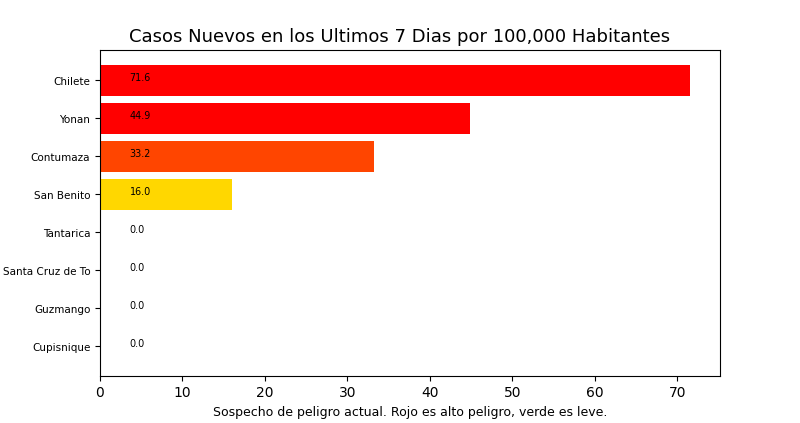 Casos Nuevos en los Ultimos 7 Dias por 100,000 Habitantes
Chilete 71.6
Yonan 44.9
Contumaza 33.2
San Benito 16.0
Tantarica 0.0
Santa Cruz de To 0.0
Guzmango 0.0
Cupisnique 0.0
0 10 20 30 40 50 60 70
Sospecho de peligro actual. Rojo es alto peligro, verde es leve.